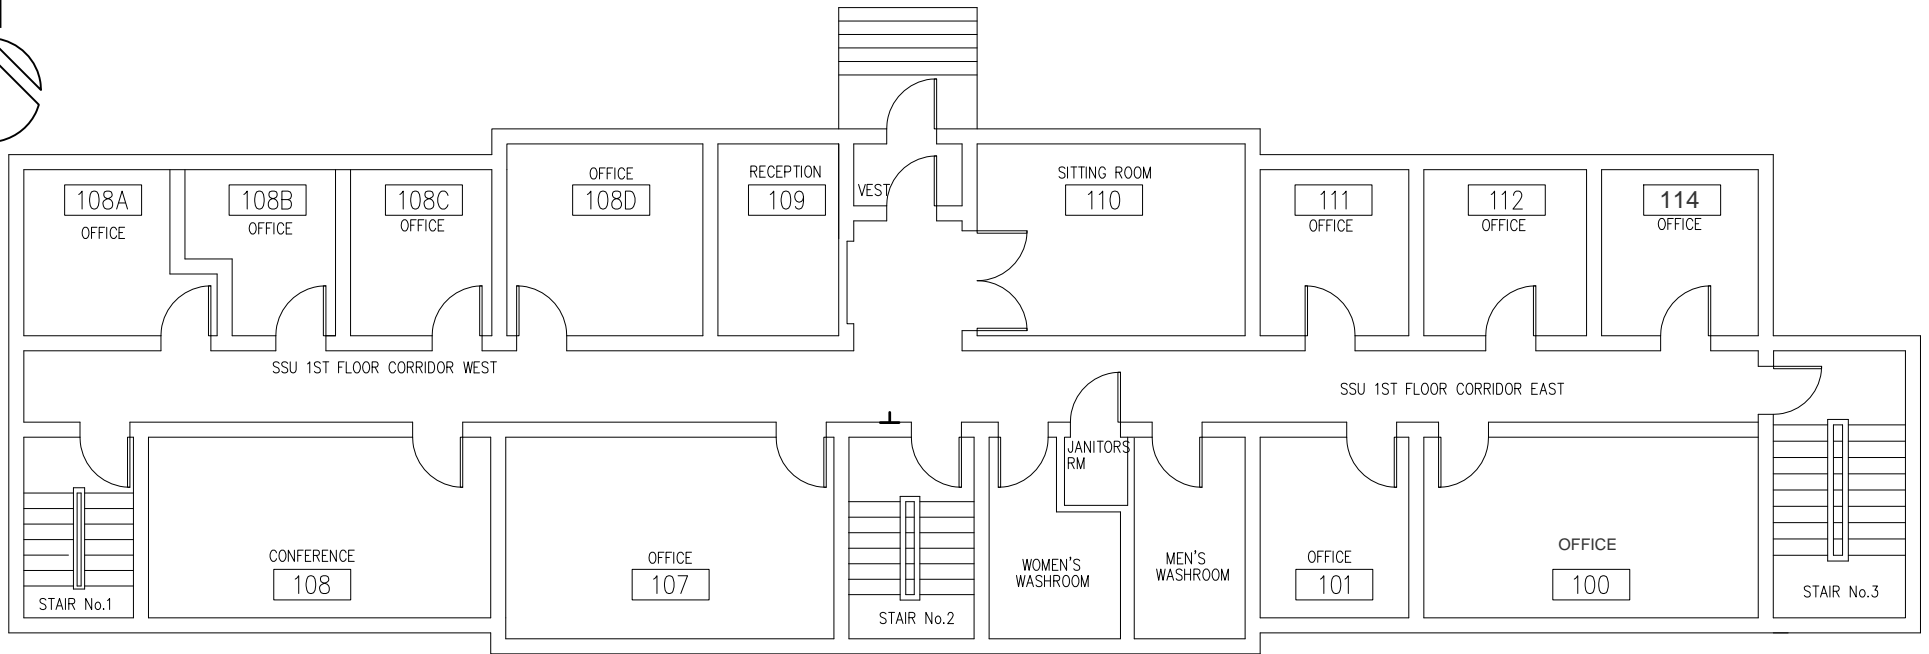 OFFICE
RECEPTION
SITTING ROOM
108A
108B
108C
108D
109
VEST
110
111
112
114
OFFICE
OFFICE
OFFICE
OFFICE
OFFICE
OFFICE
SSU 1ST FLOOR CORRIDOR WEST
SSU 1ST FLOOR CORRIDOR EAST
JANITORS
RM
CONFERENCE
108
OFFICE
107
WOMEN'S
WASHROOM
MEN'S
WASHROOM
OFFICE
101
OFFICE
100
STAIR No.1
STAIR No.2
STAIR No.3